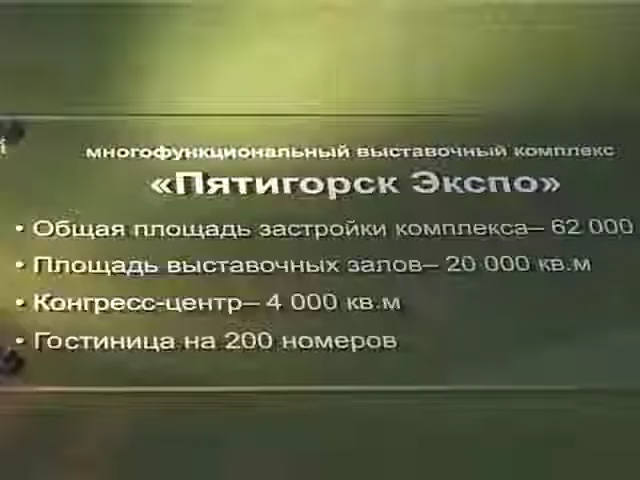 многофункциональный выставочный комплекс
«Пятигорск Экспо»
• Общая площадь застройки комплекса– 62 000
• Площадь выставочных залов– 20 000 кв.м
• Конгресс-центр– 4 000 кв.м
• Гостиница на 200 номеров